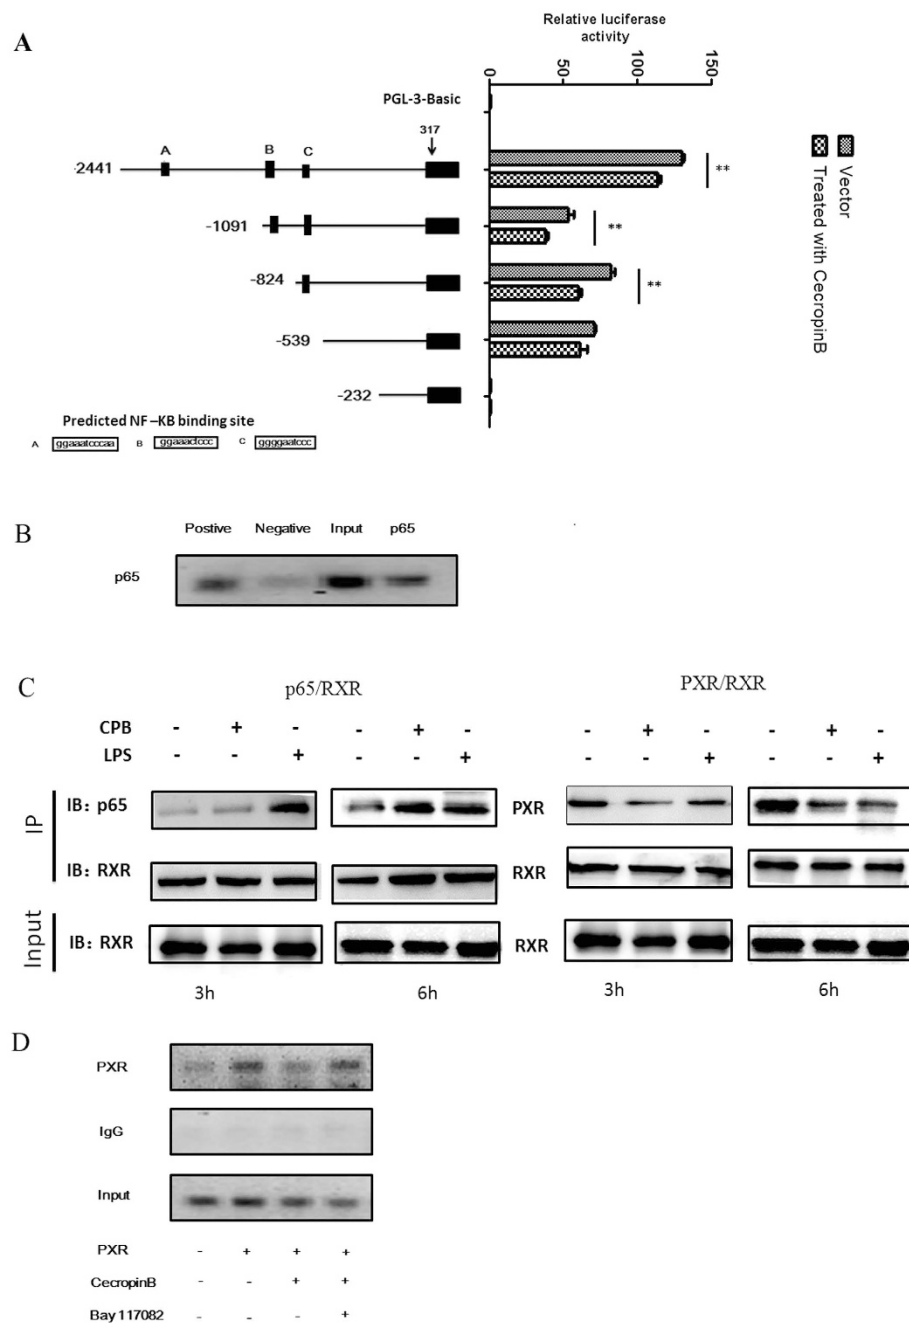 A
Relative luciferase
activity
0 50 100 150
PGL-3-Basic
317
A B C
-2441
**
-1091
**
-824
**
-539
-232
Vector
Treated with CecropinB
Predicted NF –KB binding site
A ggaaatcccaa B ggaaactccc C ggggaatccc
B
Postive Negative Input p65
p65
C
p65/RXR PXR/RXR
CPB - + - - + - - + - - + -
LPS - - + - - + - - + - - +
IP
IB: p65 PXR
IB: RXR RXR
Input
IB: RXR RXR
3h 6h 3h 6h
D
PXR
IgG
Input
PXR - + + +
CecropinB - - + +
Bay 117082 - - - +